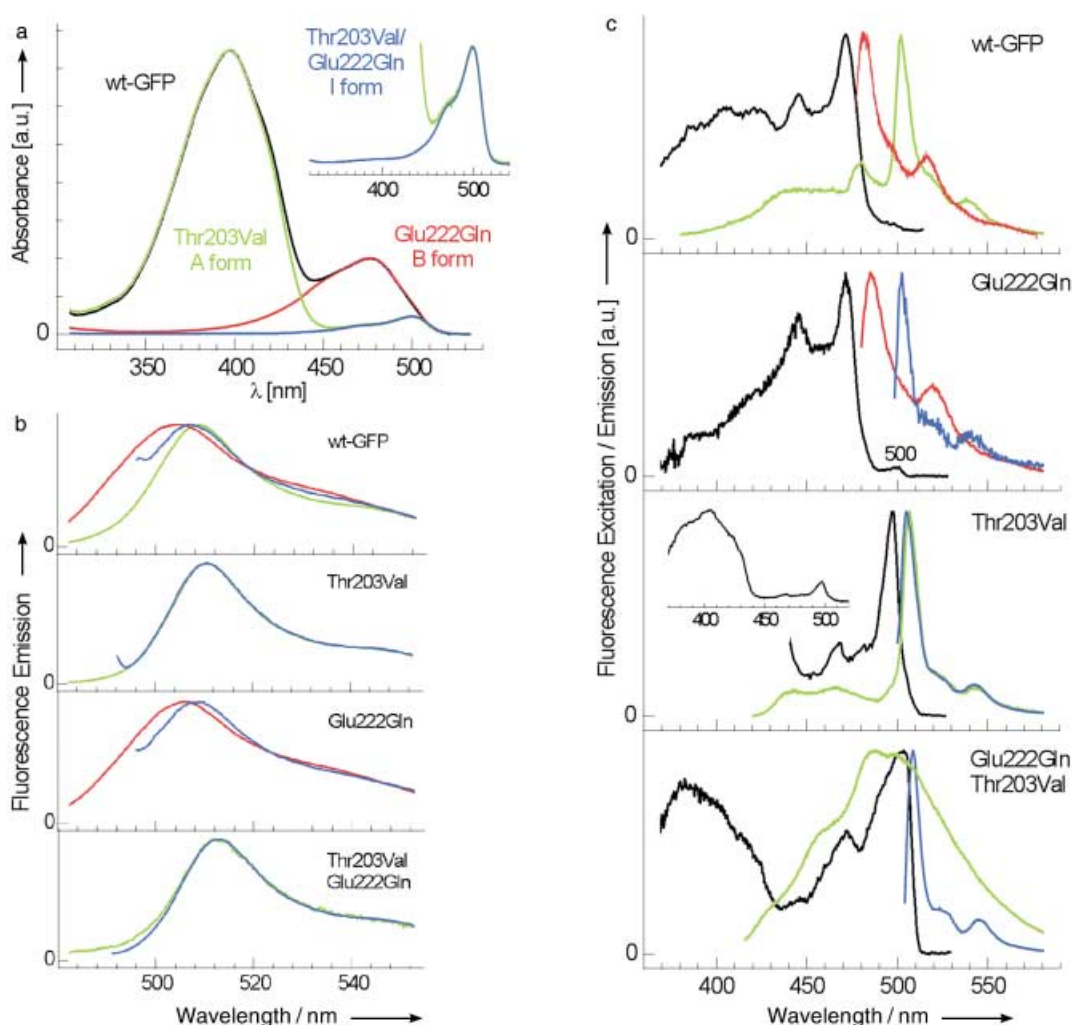 a
Absorbance [a.u.]
wt-GFP
Thr203Val/
Glu222Gln
I form
400 500
Thr203Val
A form
Glu222Gln
B form
0
350 400 450 500
λ [nm]
b
Fluorescence Emission
wt-GFP
0
Thr203Val
0
Glu222Gln
0
Thr203Val
Glu222Gln
0
500 520 540
Wavelength / nm
c
Fluorescence Excitation / Emission [a.u.]
wt-GFP
0
Glu222Gln
500
0
Thr203Val
400 450 500
0
Glu222Gln
Thr203Val
0
400 450 500 550
Wavelength / nm